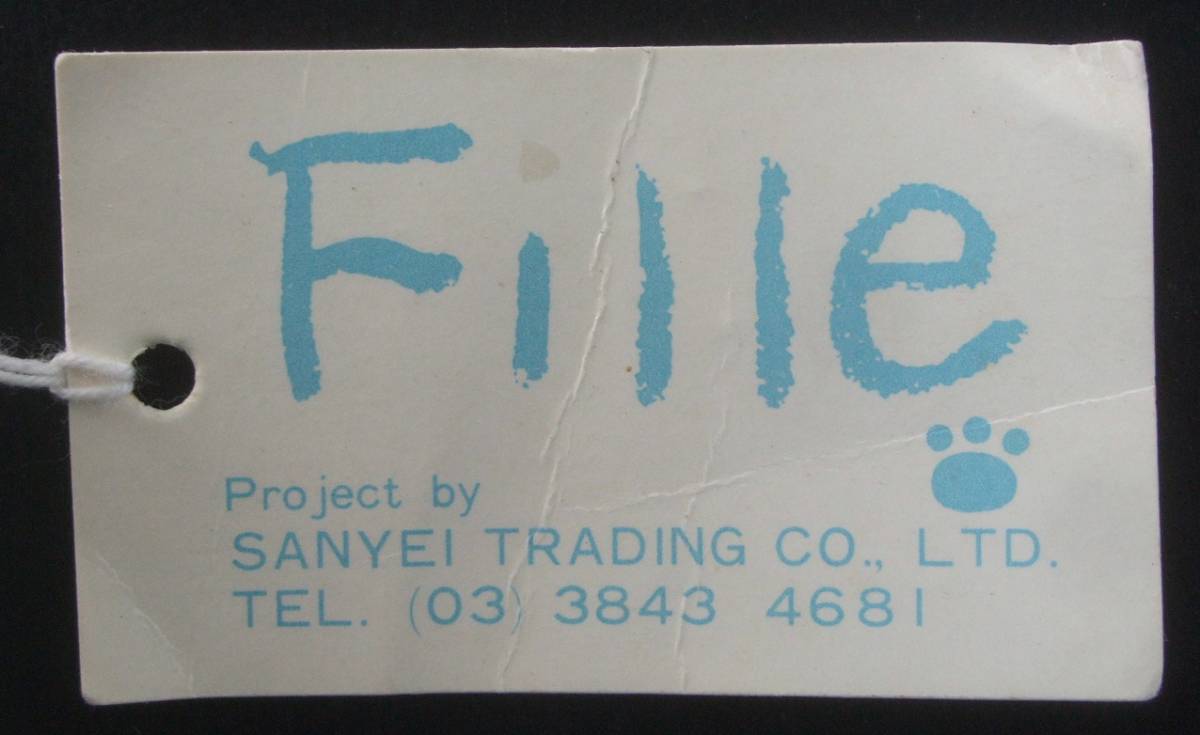 Fille
Project by
SANYEI TRADING CO., LTD.
TEL. (03) 3843 4681